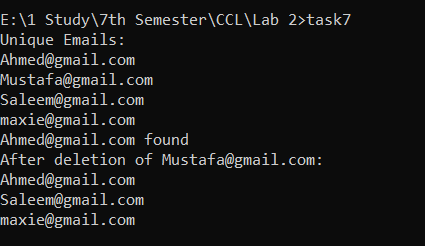 E:\1 Study\7th Semester\CCL\Lab 2>task7
Unique Emails:
Ahmed@gmail.com
Mustafa@gmail.com
Saleem@gmail.com
maxie@gmail.com
Ahmed@gmail.com found
After deletion of Mustafa@gmail.com:
Ahmed@gmail.com
Saleem@gmail.com
maxie@gmail.com